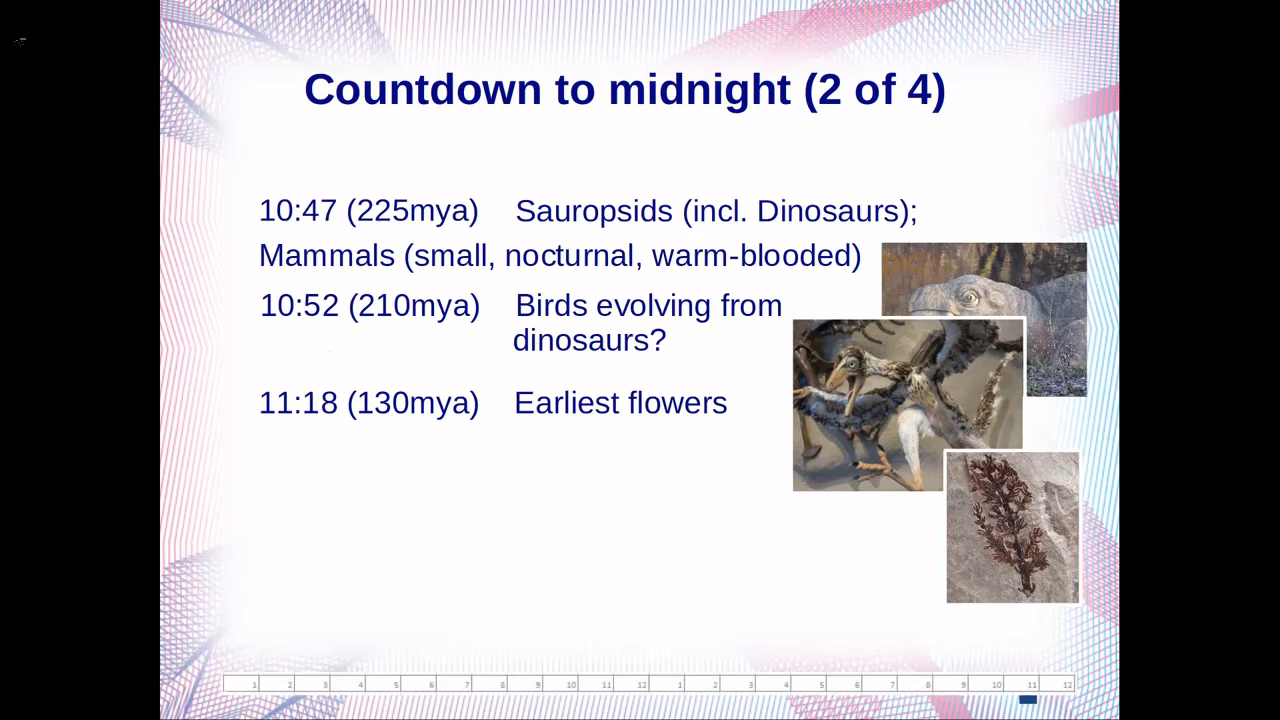 Countdown to midnight (2 of 4)
10:47 (225mya) Sauropsids (incl. Dinosaurs);
Mammals (small, nocturnal, warm-blooded)
10:52 (210mya) Birds evolving from
dinosaurs?
11:18 (130mya) Earliest flowers
1 2 3 4 5 6 7 8 9 10 11 12 1 2 3 4 5 6 7 8 9 10 11 12